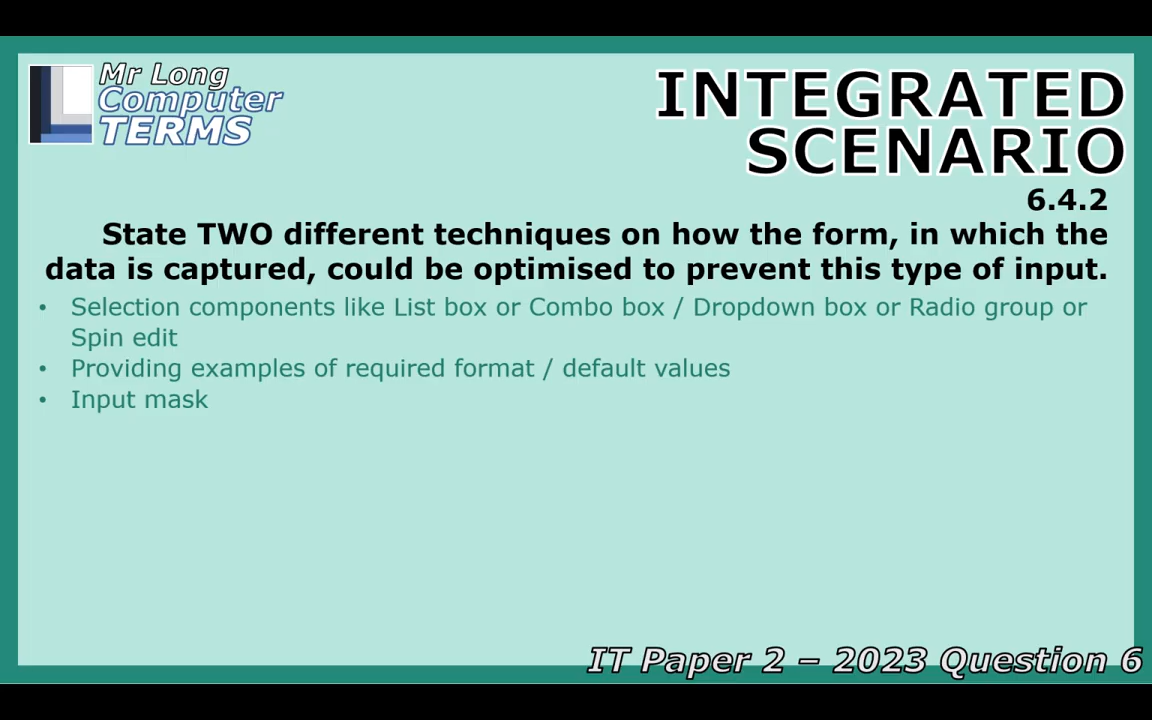 Mr Long
Computer
TERMS
INTEGRATED
SCENARIO
6.4.2
State TWO different techniques on how the form, in which the
data is captured, could be optimised to prevent this type of input.
• Selection components like List box or Combo box / Dropdown box or Radio group or
Spin edit
• Providing examples of required format / default values
• Input mask
IT Paper 2 – 2023 Question 6